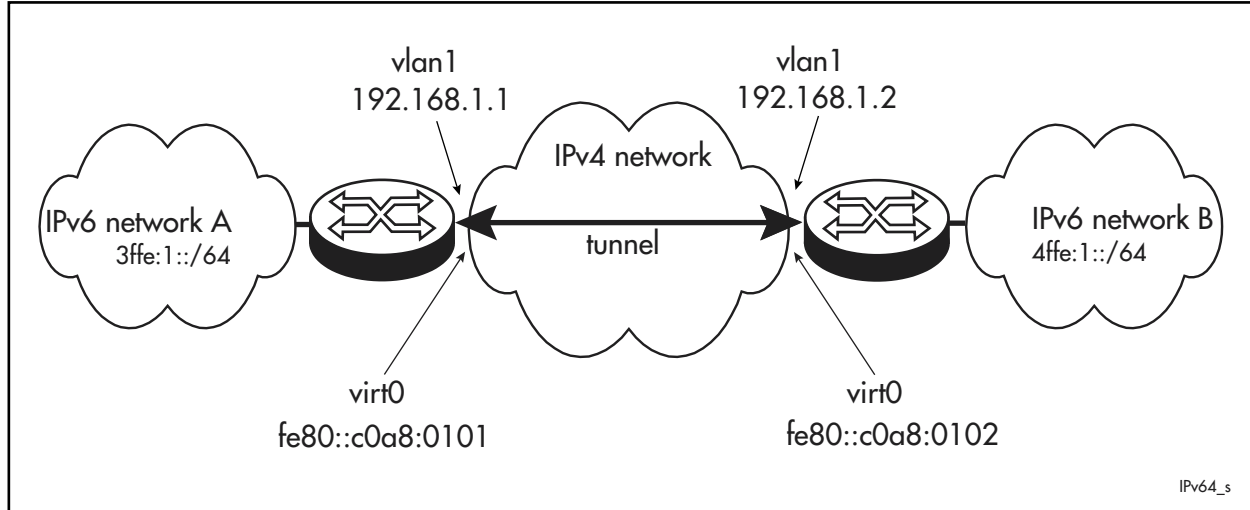 vlan1
192.168.1.1
vlan1
192.168.1.2
IPv4 network
IPv6 network A
3ffe:1::/64
tunnel
IPv6 network B
4ffe:1::/64
virt0
fe80::c0a8:0101
virt0
fe80::c0a8:0102
IPv64_s